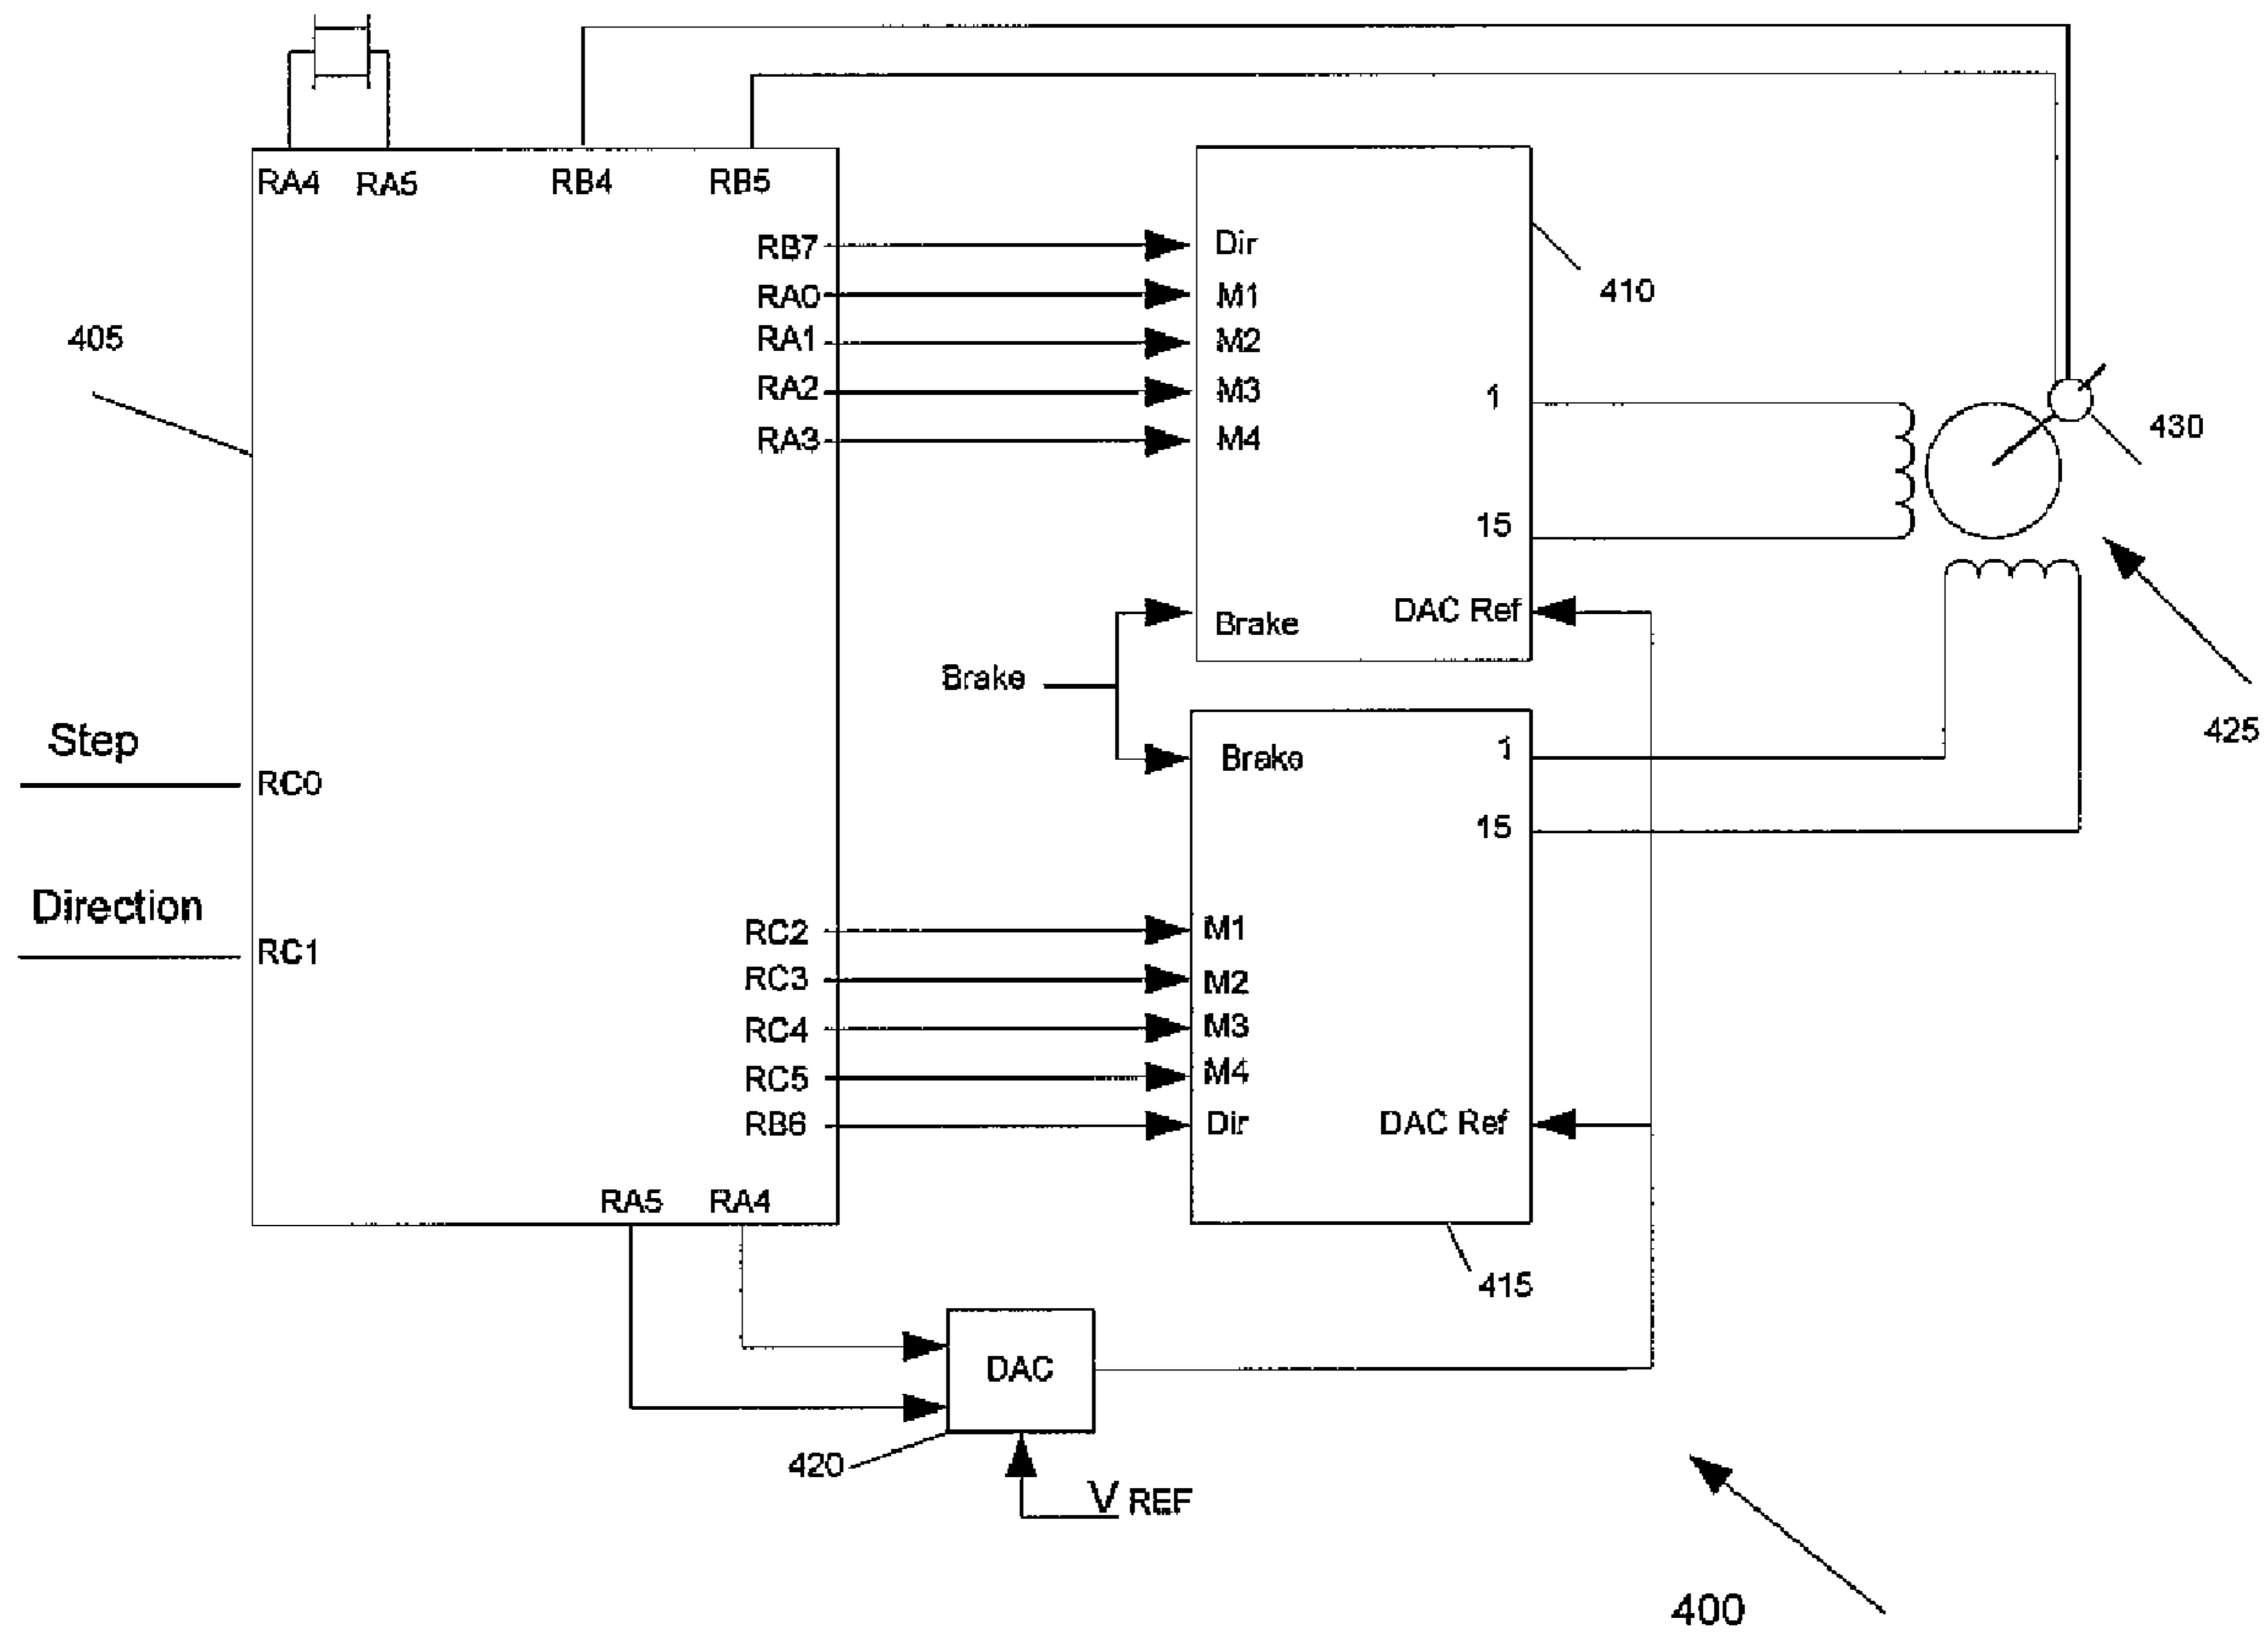 RA4 RA5 RB4 RB5
RB7 Dir
RA0 M1 410
RA1 M2
405
RA2 M3 1
RA3 M4 430
15
Brake DAC Ref
Brake
Step Brake 1 425
RC0
15
Direction
RC2 M1
RC1
RC3 M2
RC4 M3
RC5 M4
RB6 Dir DAC Ref
RA5 RA4
415
DAC
420
V REF
400